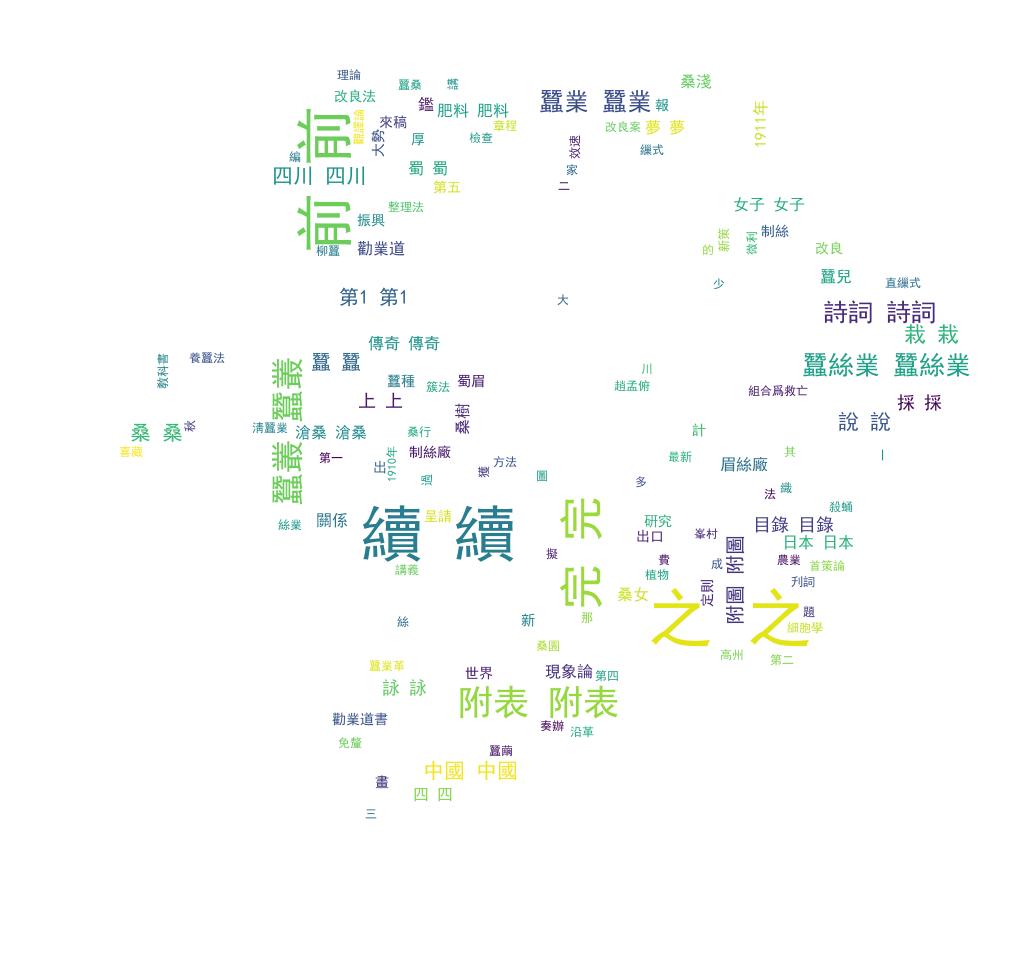 理論
蠶桑
改良法
鑑
肥料 肥料
蠶業 蠶業
報
桑淺
1911年
前 前
來稿
大勢
厚
章程
檢查
改良案
夢 夢
效速
繅式
編
四川 四川
蜀 蜀
第五
家
二
整理法
振興
柳蠶
勸業道
女子 女子
制絲
新策
微利
的
改良
第1 第1
大
少
蠶兒
直繅式
詩詞 詩詞
栽 栽
傳奇 傳奇
蠶 蠶
養蠶法
教科書
蠶叢 蠶叢
蠶種
簇法
蜀眉
川
趙孟俯
蠶絲業 蠶絲業
組合爲救亡
採 採
上 上
桑樹
説 説
秋
清蠶業
滄桑 滄桑
桑行
計
喜藏
第一
出
1910年
制絲廠
方法
獲
圖
多
最新
眉絲廠
其
法
纖
絲業
關係
續 續
呈請
完 完
研究
出口
峯村
目錄 目錄
殺蛹
日本 日本
擬
費
植物
成
附圖 附圖
農業
首策論
講義
桑女
定則
刋詞
之 之
題
細胞學
絲
新
那
桑園
高州
第二
蠶業革
世界
現象論
第四
詠 詠
附表 附表
勸業道書
奏辦
沿革
免釐
蠶繭
畫
中國 中國
四 四
三